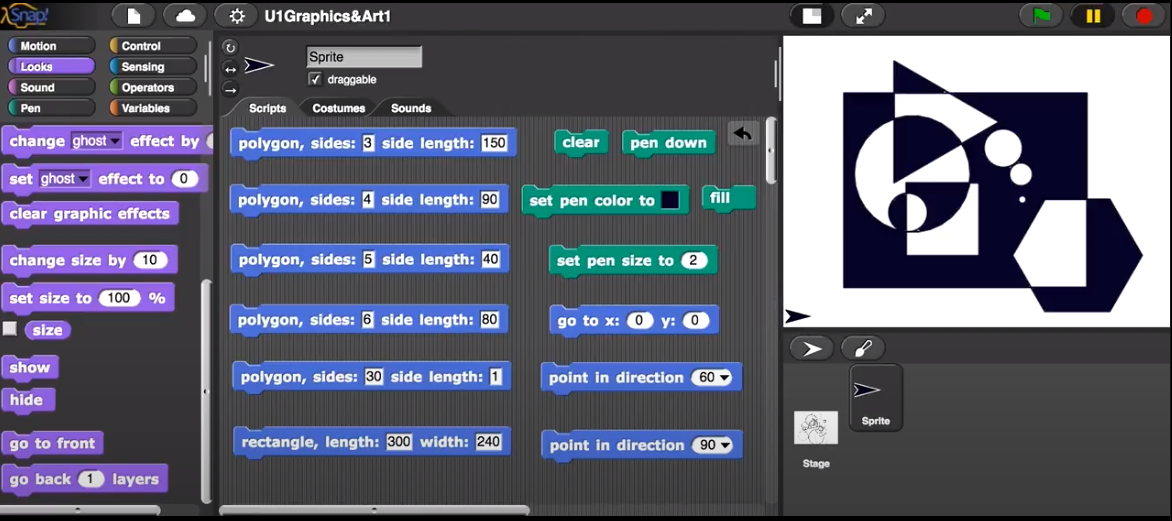 Snap!
U1Graphics&Art1
Motion
Control
Looks
Sensing
Sound
Operators
Pen
Variables
change ghost effect by
set ghost effect to 0
clear graphic effects
change size by 10
set size to 100 %
size
show
hide
go to front
go back 1 layers
Sprite
draggable
Scripts
Costumes
Sounds
polygon, sides: 3 side length: 150
clear
pen down
polygon, sides: 4 side length: 90
set pen color to
fill
polygon, sides: 5 side length: 40
set pen size to 2
polygon, sides: 6 side length: 80
go to x: 0 y: 0
polygon, sides: 30 side length: 1
point in direction 60
rectangle, length: 300 width: 240
point in direction 90
Stage
Sprite